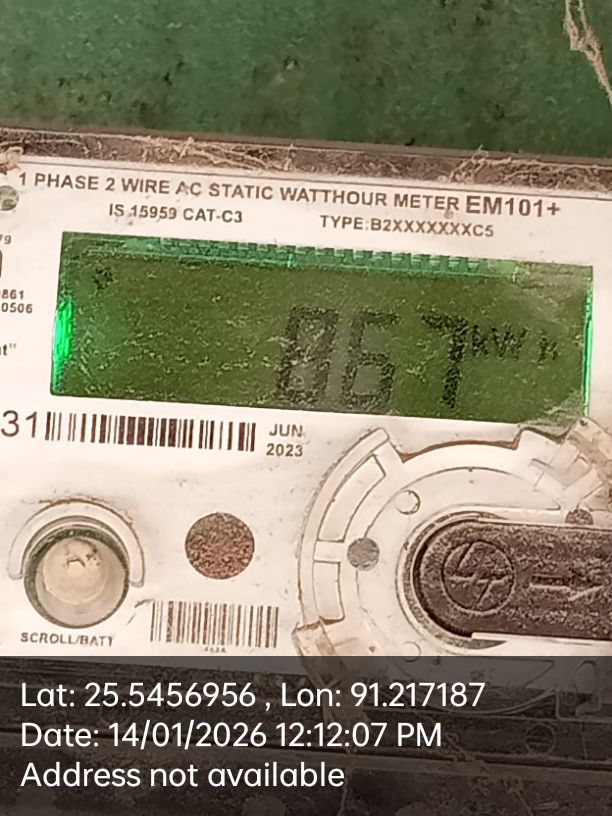 1 PHASE 2 WIRE AC STATIC WATTHOUR METER EM101+
IS 15959 CAT-C3
TYPE:B2XXXXXXXC5
79
861
0506
t"
67 kWh
31
JUN
2023
SCROLL/BATT
Lat: 25.5456956 , Lon: 91.217187
Date: 14/01/2026 12:12:07 PM
Address not available